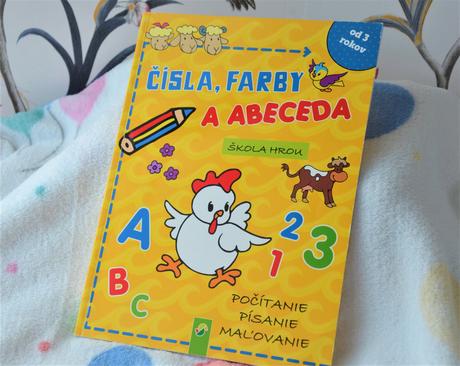 od 3
rokov
ČÍSLA, FARBY
A ABECEDA
ŠKOLA HROU
A
B
C
1
2
3
POČÍTANIE
PÍSANIE
MAĽOVANIE